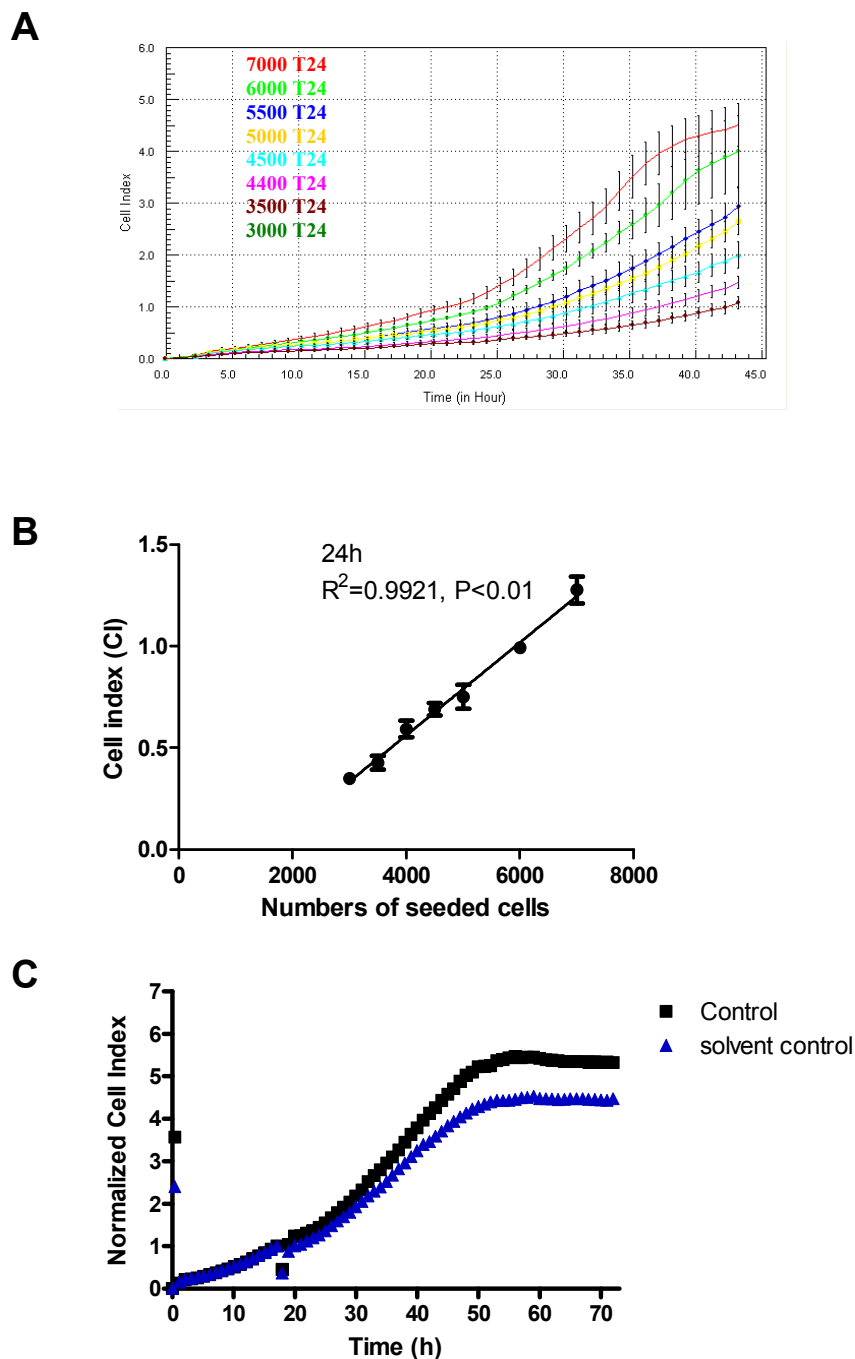 A
6.0
5.0
4.0
3.0
2.0
1.0
0.0
Cell Index
7000 T24
6000 T24
5500 T24
5000 T24
4500 T24
4400 T24
3500 T24
3000 T24
0.0 5.0 10.0 15.0 20.0 25.0 30.0 35.0 40.0 45.0
Time (in Hour)
B
1.5
1.0
0.5
0.0
Cell index (CI)
24h
R²=0.9921, P<0.01
0 2000 4000 6000 8000
Numbers of seeded cells
C
7
6
5
4
3
2
1
0
Normalized Cell Index
Control
solvent control
0 10 20 30 40 50 60 70
Time (h)